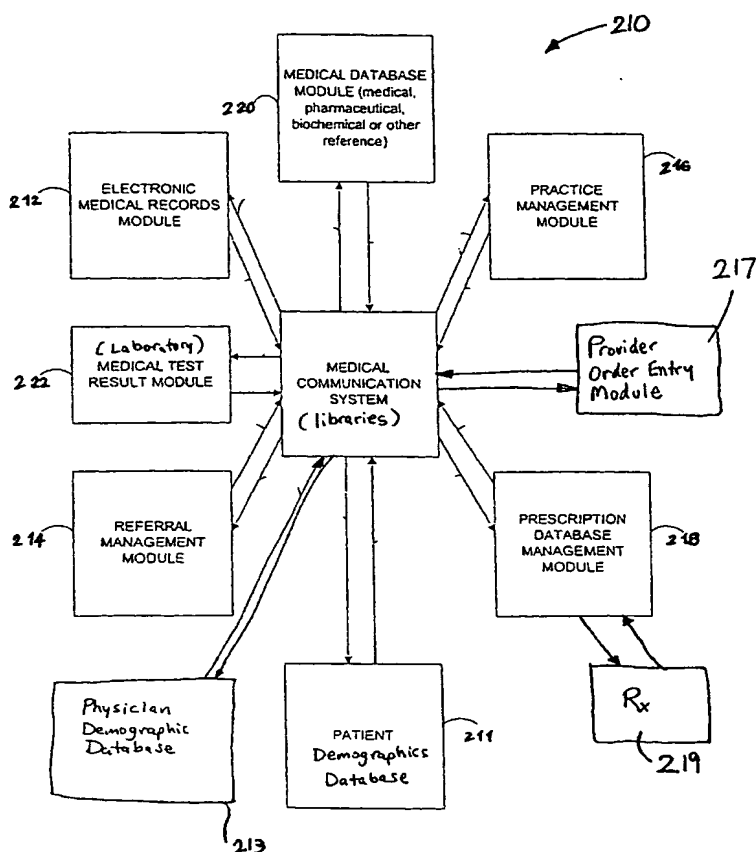 210
220
MEDICAL DATABASE
MODULE (medical,
pharmaceutical,
biochemical or other
reference)
212
ELECTRONIC
MEDICAL RECORDS
MODULE
216
PRACTICE
MANAGEMENT
MODULE
217
222
(Laboratory)
MEDICAL TEST
RESULT MODULE
MEDICAL
COMMUNICATION
SYSTEM
(libraries)
Provider
Order Entry
Module
214
REFERRAL
MANAGEMENT
MODULE
PRESCRIPTION
DATABASE
MANAGEMENT
MODULE
218
Physician
Demographic
Database
213
PATIENT
Demographics
Database
211
Rx
219